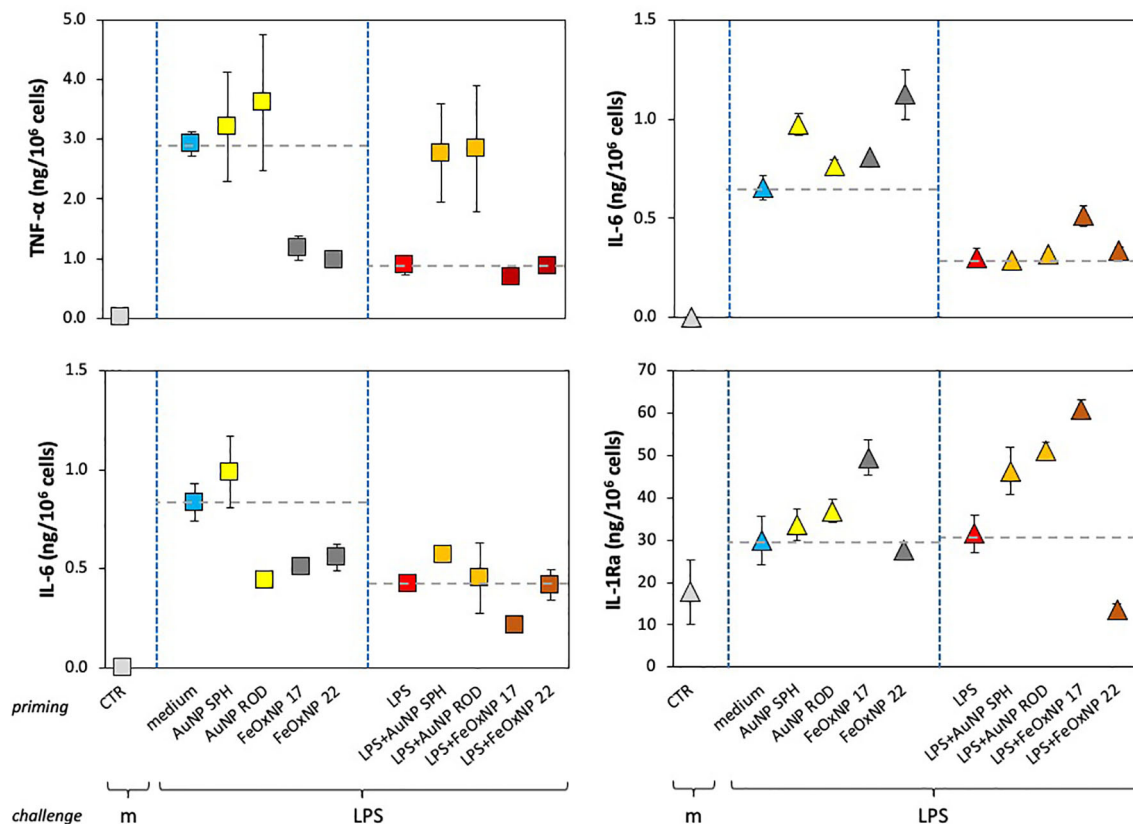 TNF-α (ng/10⁶ cells)
5.0
4.0
3.0
2.0
1.0
0.0
IL-6 (ng/10⁶ cells)
1.5
1.0
0.5
0.0
IL-6 (ng/10⁶ cells)
1.5
1.0
0.5
0.0
IL-1Ra (ng/10⁶ cells)
70
60
50
40
30
20
10
0
priming
CTR
medium
AuNP SPH
AuNP ROD
FeOxNP 17
FeOxNP 22
LPS
LPS+AuNP SPH
LPS+AuNP ROD
LPS+FeOxNP 17
LPS+FeOxNP 22
CTR
medium
AuNP SPH
AuNP ROD
FeOxNP 17
FeOxNP 22
LPS
LPS+AuNP SPH
LPS+AuNP ROD
LPS+FeOxNP 17
LPS+FeOxNP 22
challenge m LPS m LPS